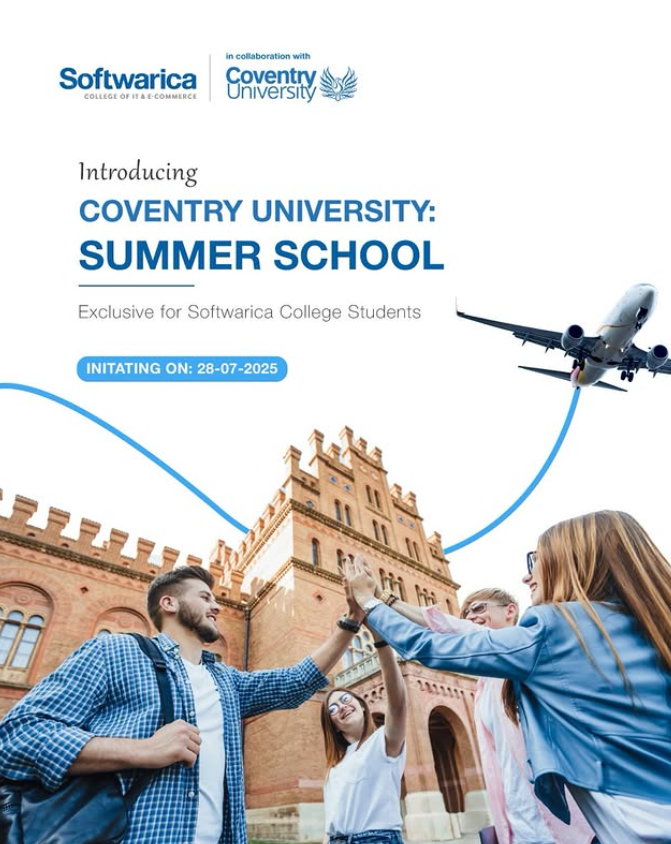 in collaboration with
Softwarica
COLLEGE OF IT & E-COMMERCE
Coventry
University
Introducing
COVENTRY UNIVERSITY:
SUMMER SCHOOL
Exclusive for Softwarica College Students
INITATING ON: 28-07-2025